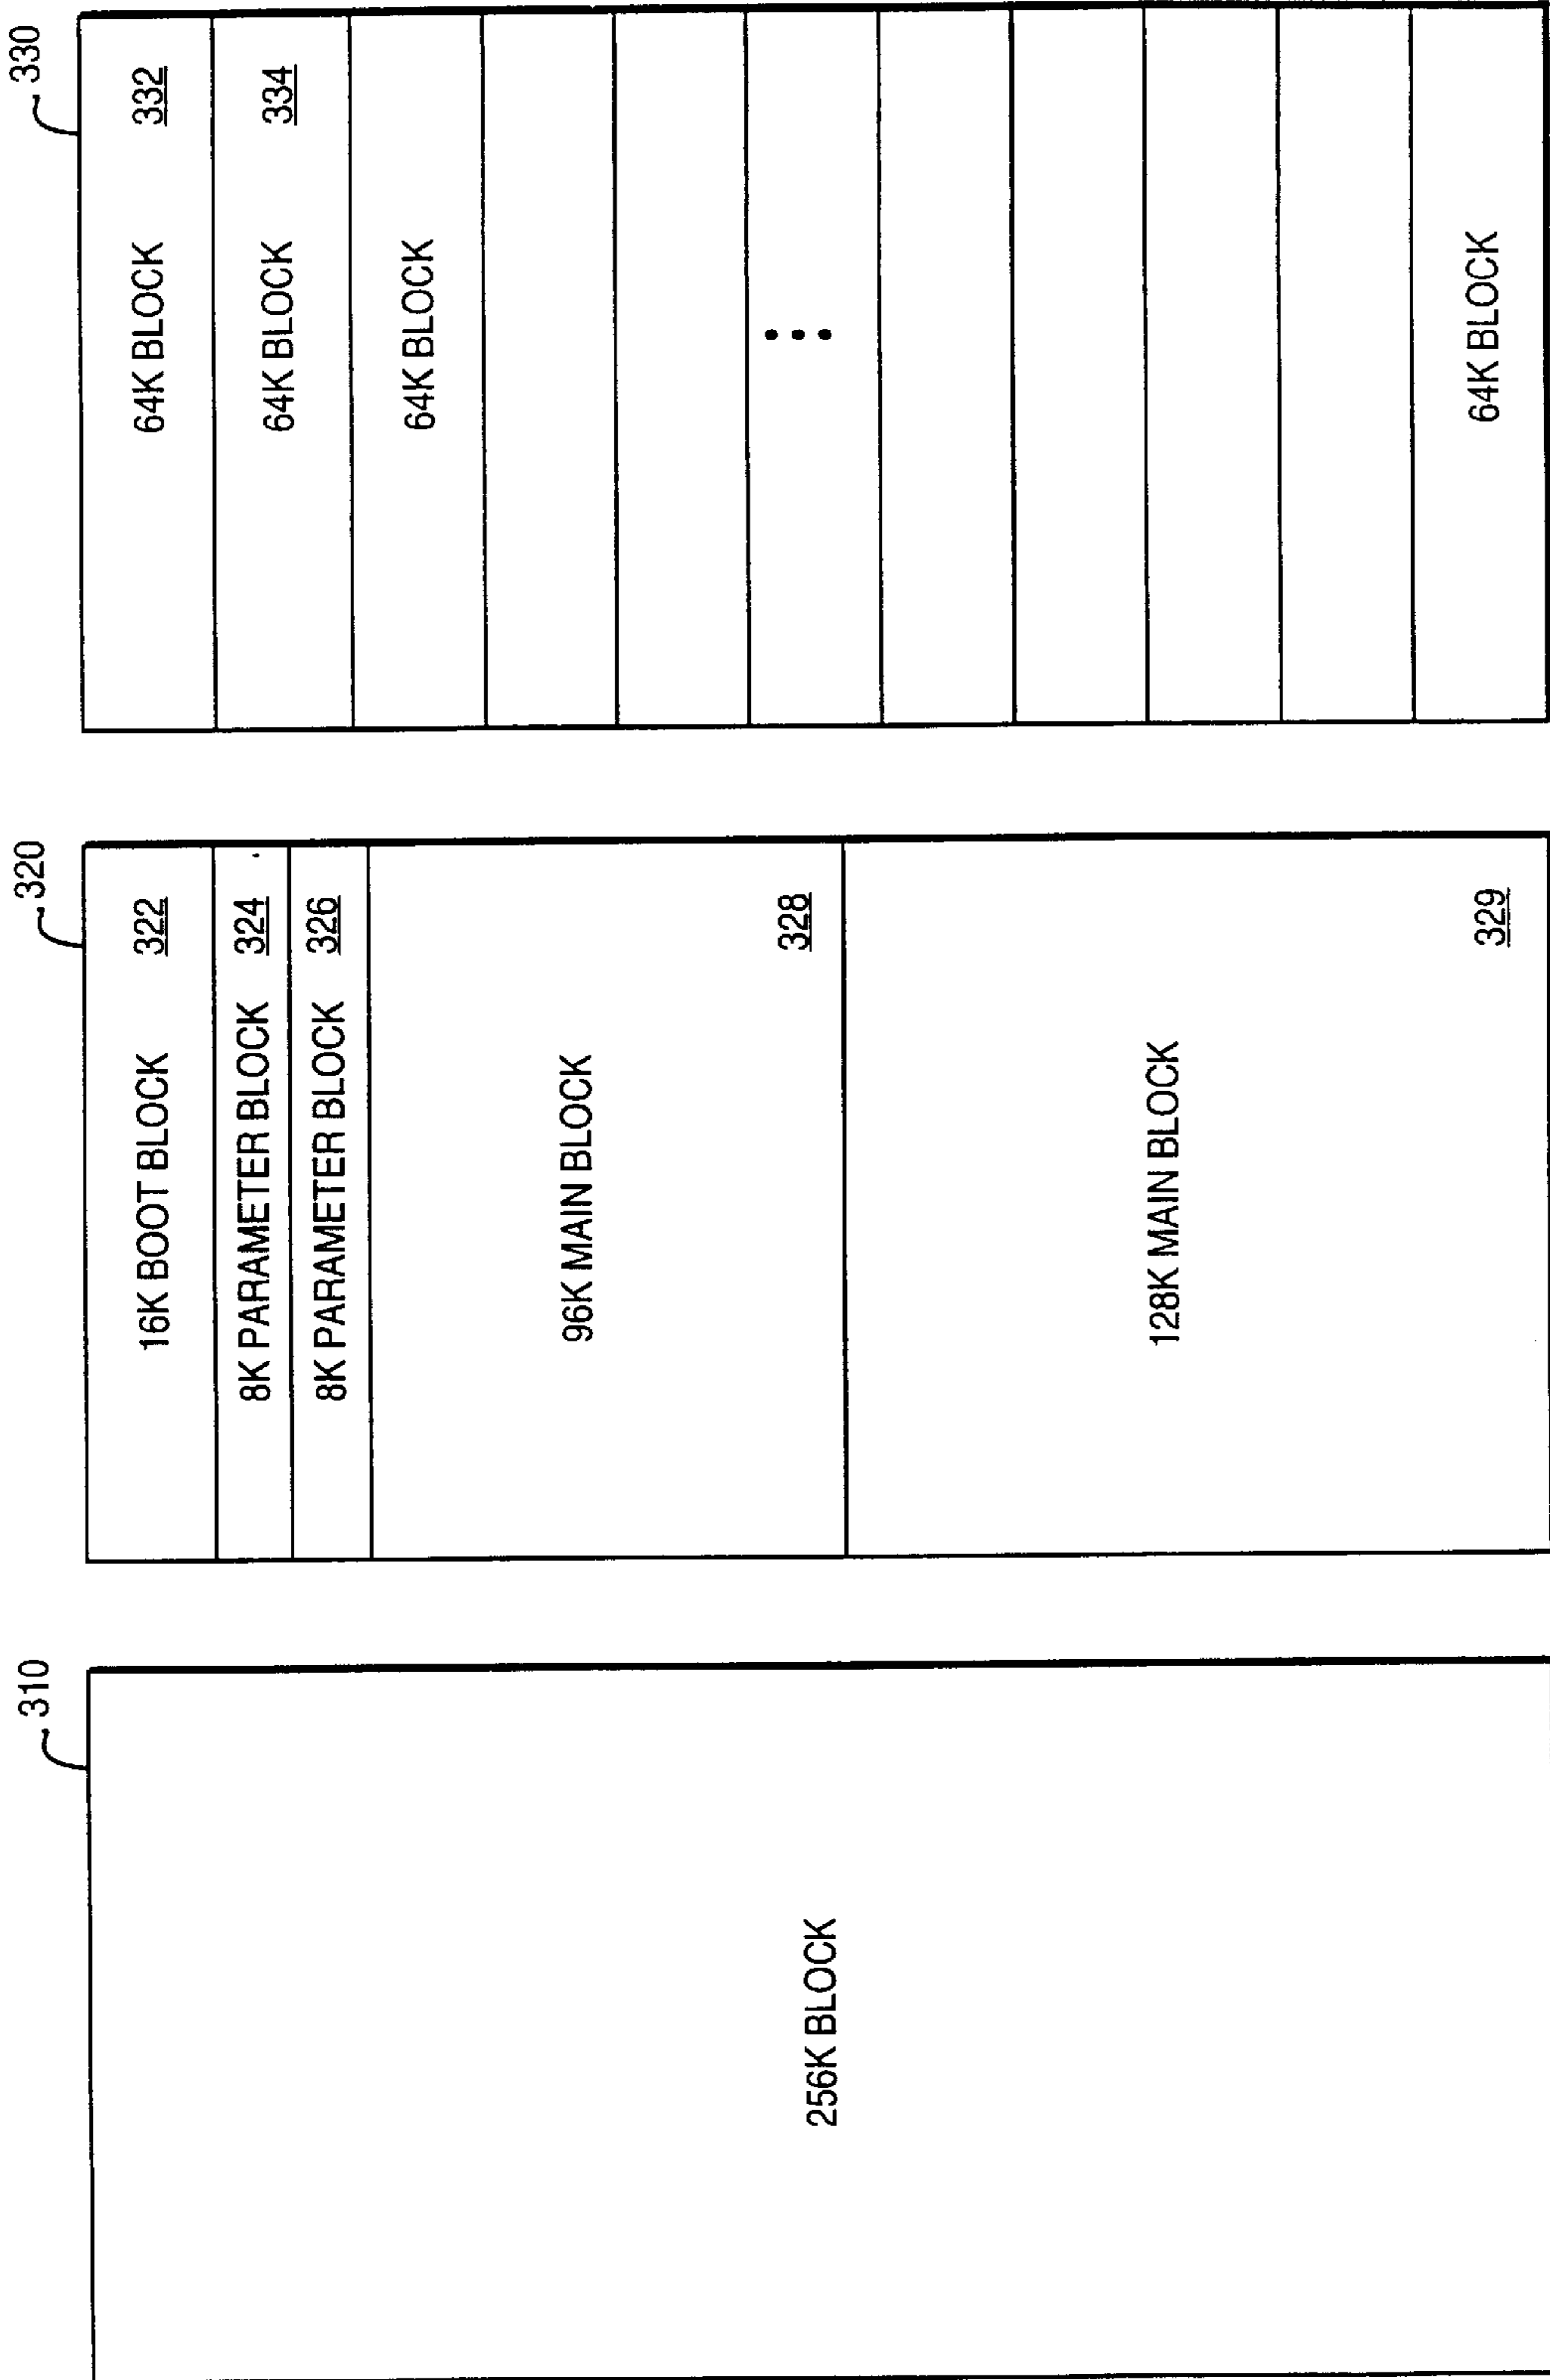 310
256K BLOCK
320
16K BOOT BLOCK 322
8K PARAMETER BLOCK 324
8K PARAMETER BLOCK 326
96K MAIN BLOCK
328
128K MAIN BLOCK
329
330
64K BLOCK 332
64K BLOCK 334
64K BLOCK
64K BLOCK